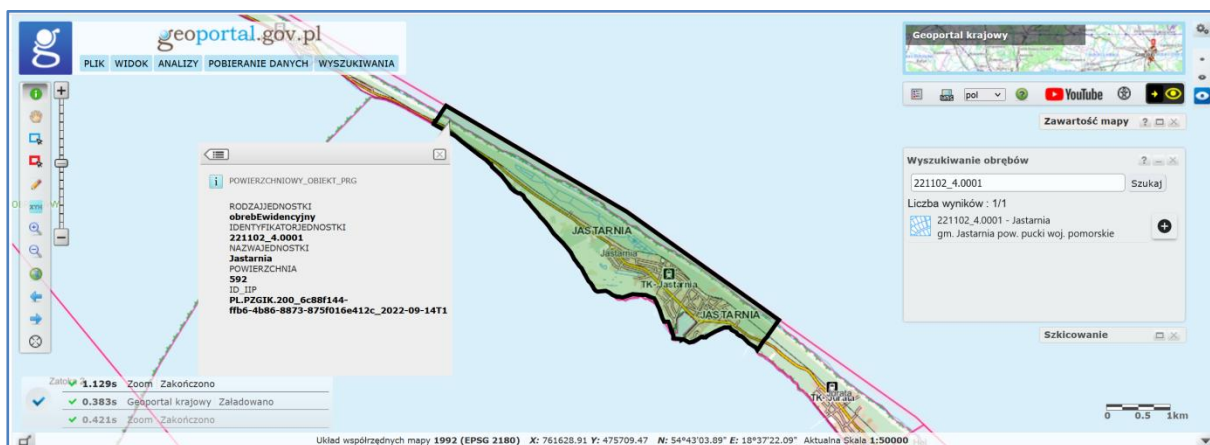 geoportal.gov.pl
PLIK WIDOK ANALIZY POBIERANIE DANYCH WYSZUKIWANIA
POWIERZCHNIOWY_OBIEKT_PRG
RODZAJJEDNOSTKI
obrebEwidencyjny
IDENTYFIKATORJEDNOSTKI
221102_4.0001
NAZWAJEDNOSTKI
Jastarnia
POWIERZCHNIA
592
ID_IIP
PL.PZGIK.200_6c88f144-
ffb6-4b86-8873-875f016e412c_2022-09-14T1
JASTARNIA
Jastarnia
TK-Jastarnia
JASTARNIA
TK-Jurata
Geoportal krajowy
pol
YouTube
Zawartość mapy
Wyszukiwanie obrębów
221102_4.0001 Szukaj
Liczba wyników : 1/1
221102_4.0001 - Jastarnia
gm. Jastarnia pow. pucki woj. pomorskie
Szkicowanie
1.129s Zoom Zakończono
0.383s Geoportal krajowy Załadowano
0.421s Zoom Zakończono
0 0.5 1km
Układ współrzędnych mapy 1992 (EPSG 2180) X: 761628.91 Y: 475709.47 N: 54°43'03.89" E: 18°37'22.09" Aktualna Skala 1:50000